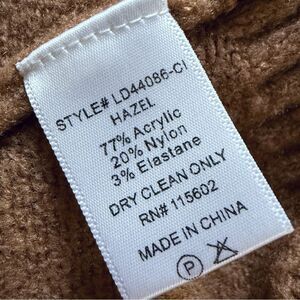 STYLE# LD44086-CI
HAZEL
77% Acrylic
20% Nylon
3% Elastane
DRY CLEAN ONLY
RN# 115602
MADE IN CHINA
P